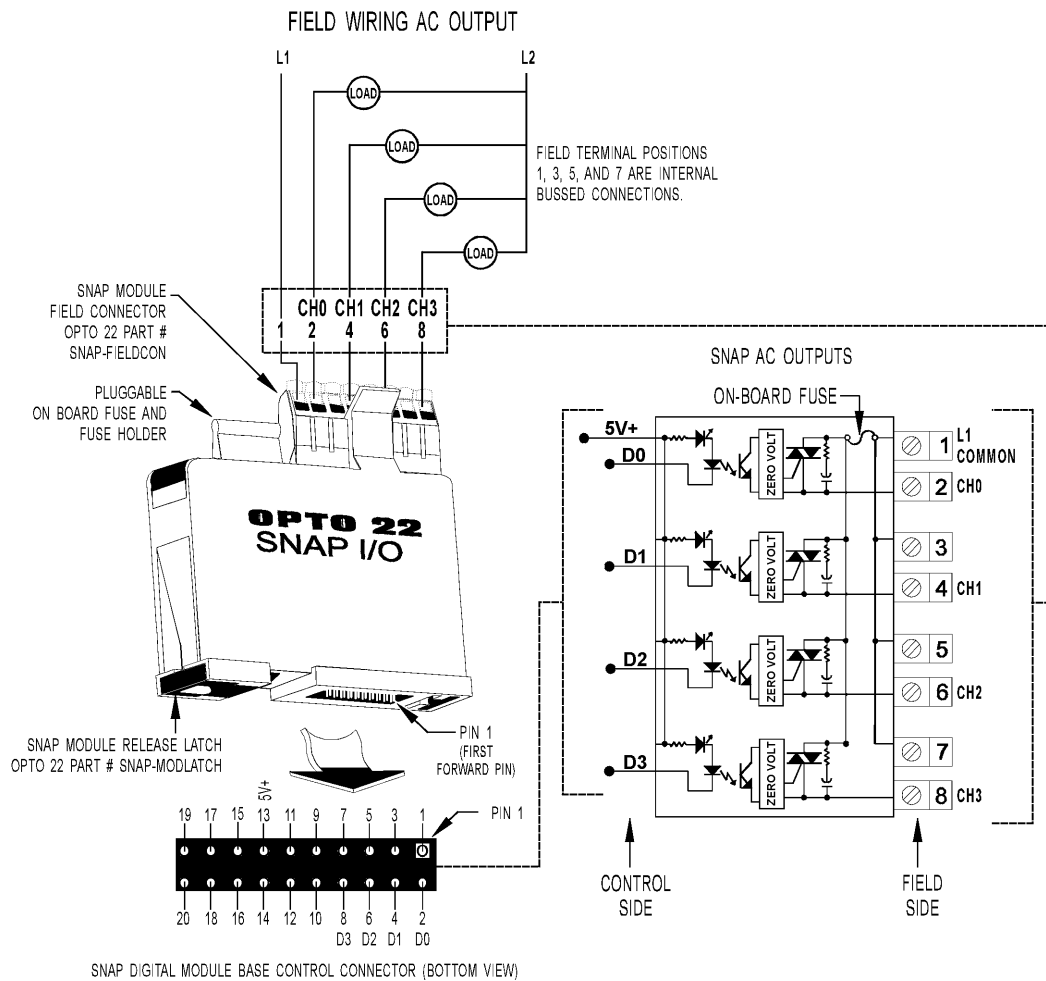 FIELD WIRING AC OUTPUT
L1
L2
LOAD
LOAD
LOAD
LOAD
FIELD TERMINAL POSITIONS
1, 3, 5, AND 7 ARE INTERNAL
BUSSED CONNECTIONS.
SNAP MODULE
FIELD CONNECTOR
OPTO 22 PART #
SNAP-FIELDCON
CH0 CH1 CH2 CH3
1 2 4 6 8
PLUGGABLE
ON BOARD FUSE AND
FUSE HOLDER
OPTO 22
SNAP I/O
SNAP MODULE RELEASE LATCH
OPTO 22 PART # SNAP-MODLATCH
PIN 1
(FIRST
FORWARD PIN)
5V+
19 17 15 13 11 9 7 5 3 1
PIN 1
20 18 16 14 12 10 8 6 4 2
D3 D2 D1 D0
SNAP DIGITAL MODULE BASE CONTROL CONNECTOR (BOTTOM VIEW)
SNAP AC OUTPUTS
ON-BOARD FUSE
5V+
D0
ZERO VOLT
1 L1
COMMON
2 CH0
D1
ZERO VOLT
3
4 CH1
D2
ZERO VOLT
5
6 CH2
D3
ZERO VOLT
7
8 CH3
CONTROL
SIDE
FIELD
SIDE